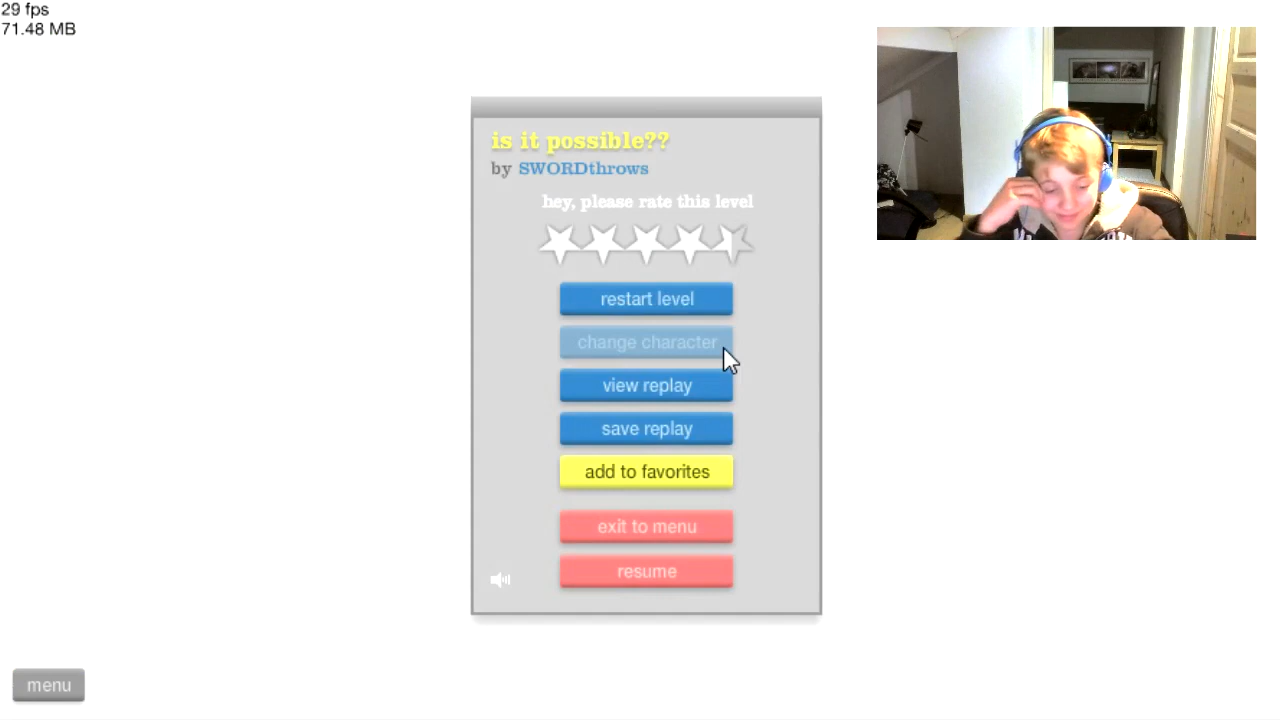 29 fps
71.48 MB
is it possible??
by SWORDthrows
hey, please rate this level
restart level
change character
view replay
save replay
add to favorites
exit to menu
resume
menu